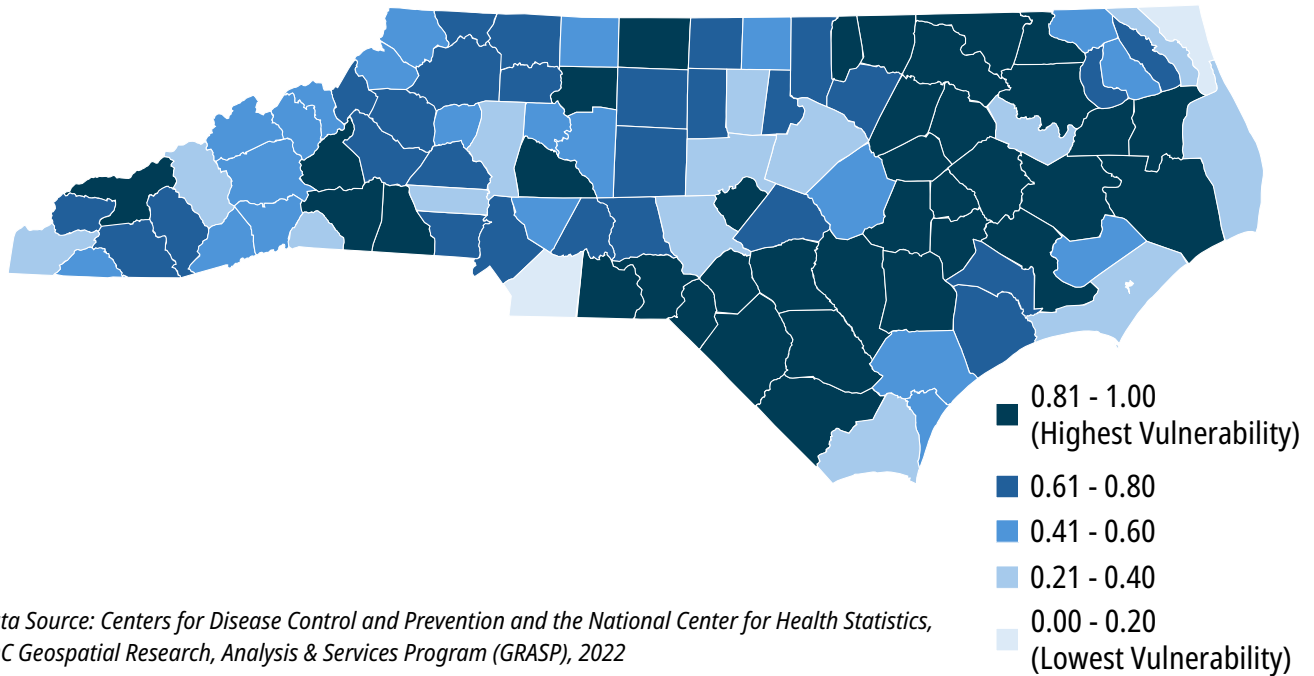 0.81 - 1.00
(Highest Vulnerability)
0.61 - 0.80
0.41 - 0.60
0.21 - 0.40
0.00 - 0.20
(Lowest Vulnerability)
ta Source: Centers for Disease Control and Prevention and the National Center for Health Statistics,
C Geospatial Research, Analysis & Services Program (GRASP), 2022